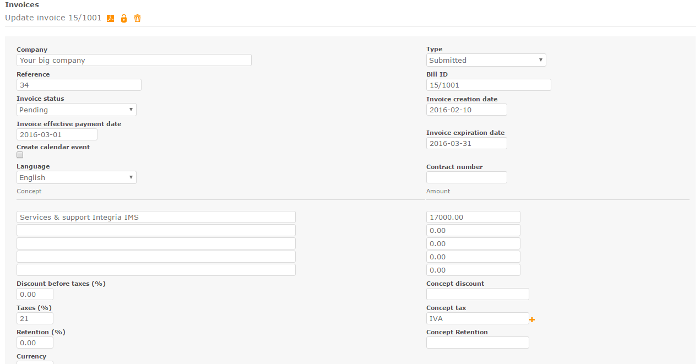 Invoices
Update invoice 15/1001
Company
Type
Your big company
Submitted
Reference
Bill ID
34
15/1001
Invoice status
Invoice creation date
Pending
2016-02-10
Invoice effective payment date
Invoice expiration date
2016-03-01
2016-03-31
Create calendar event
Language
Contract number
English
Concept
Amount
Services & support Integria IMS
17000.00
0.00
0.00
0.00
0.00
Discount before taxes (%)
Concept discount
0.00
Taxes (%)
Concept tax
21
IVA
Retention (%)
Concept Retention
0.00
Currency